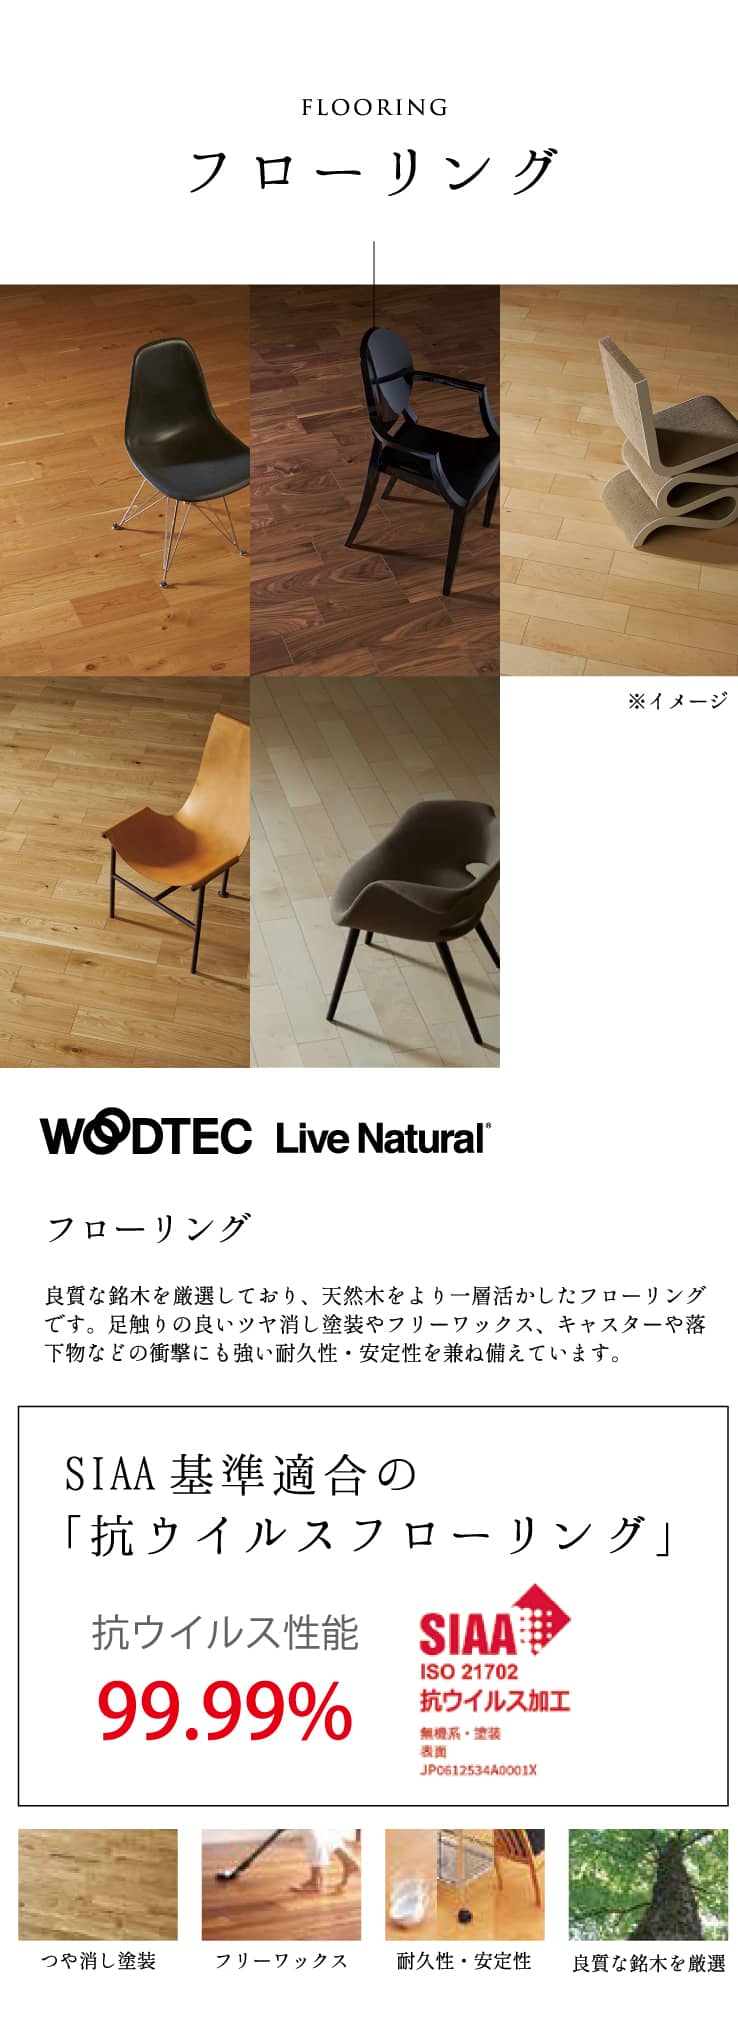 FLOORING
フローリング
※イメージ
WOODTEC Live Natural®
フローリング
良質な銘木を厳選しており、天然木をより一層活かしたフローリング
です。足触りの良いツヤ消し塗装やフリーワックス、キャスターや落
下物などの衝撃にも強い耐久性・安定性を兼ね備えています。
SIAA 基準適合の
「抗ウイルスフローリング」
抗ウイルス性能
99.99%
SIAA
ISO 21702
抗ウイルス加工
無機系・塗装
表面
JP0612534A0001X
つや消し塗装
フリーワックス
耐久性・安定性
良質な銘木を厳選